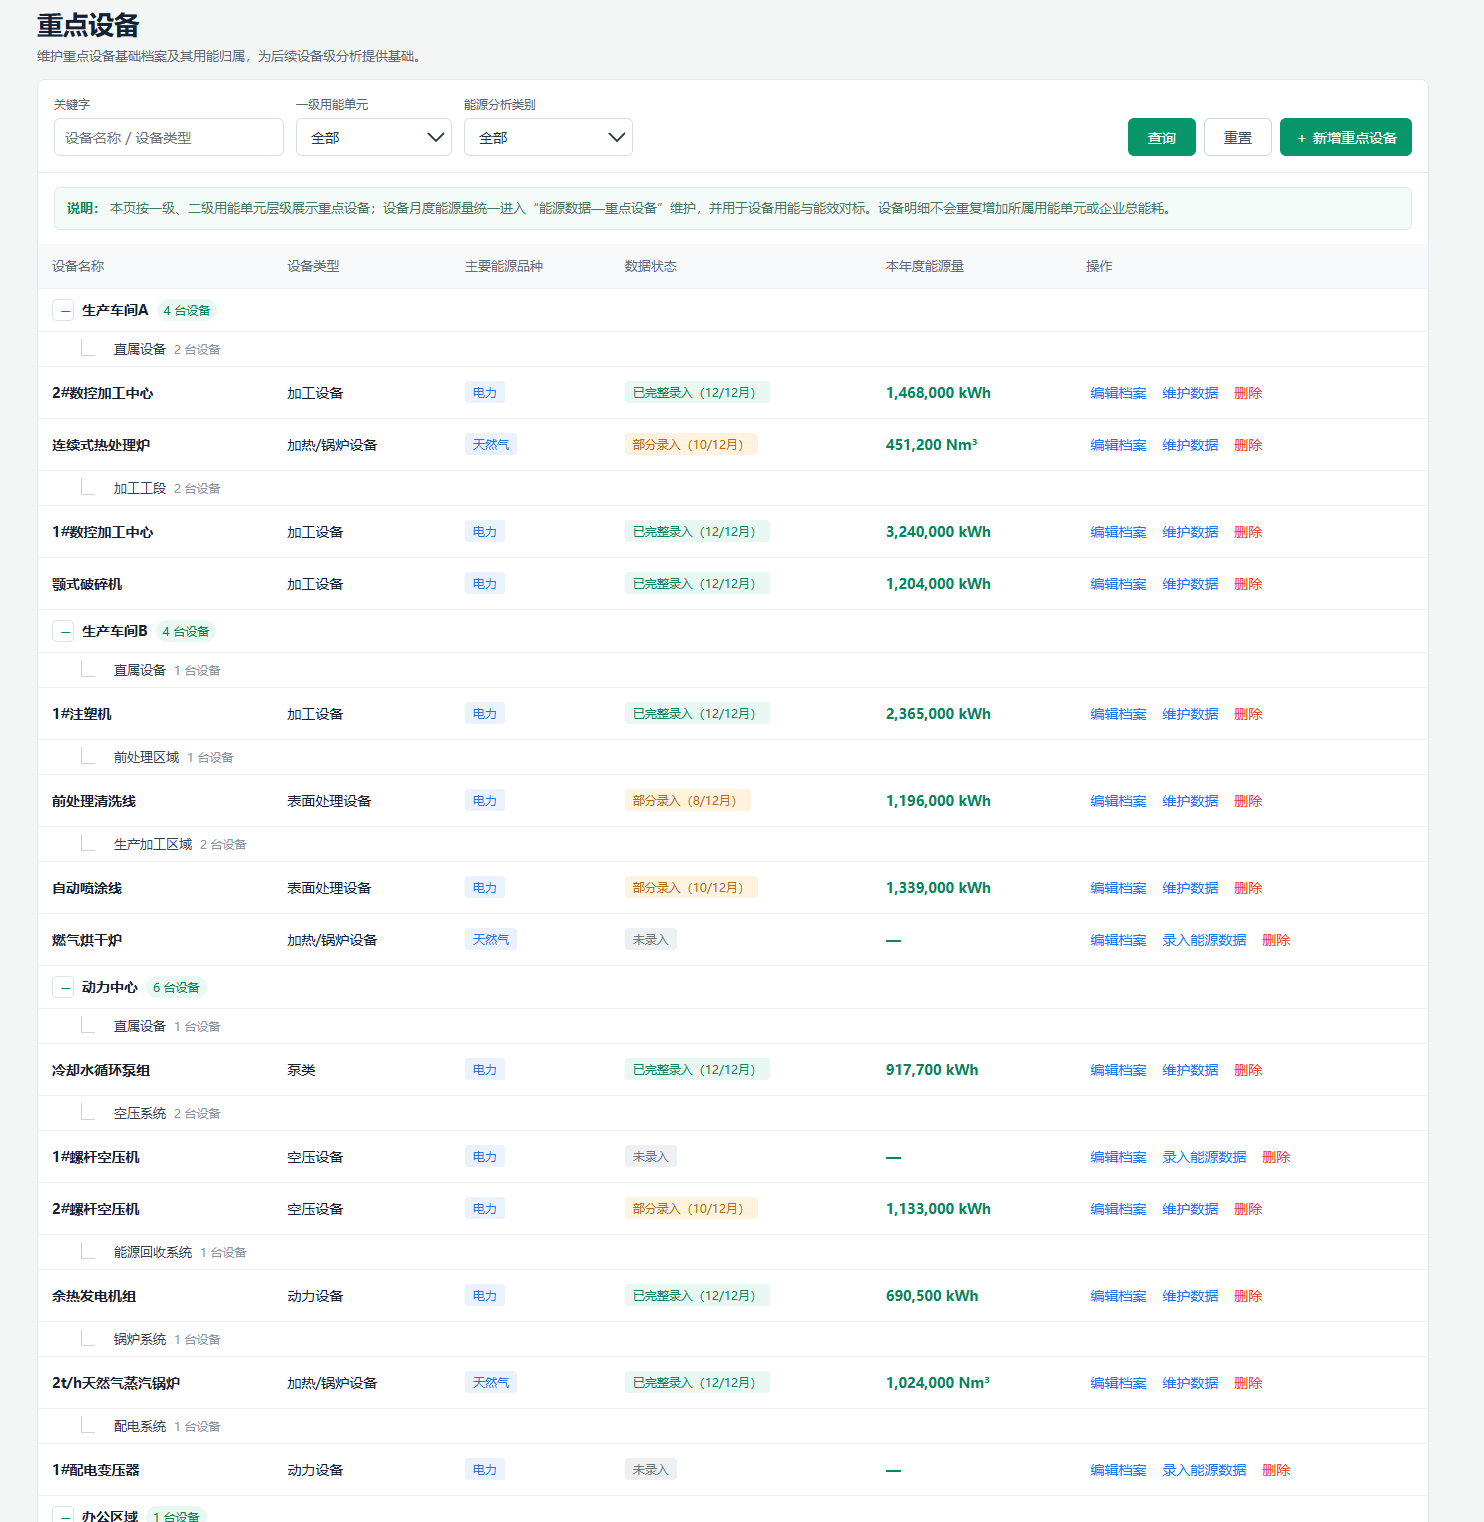 重点设备
维护重点设备基础档案及其用能归属，为后续设备级分析提供基础。
关键字 一级用能单元 能源分析类别
设备名称 / 设备类型 全部 全部 查询 重置 + 新增重点设备
说明： 本页按一级、二级用能单元层级展示重点设备；设备月度能源量统一进入“能源数据—重点设备”维护，并用于设备用能与能效对标。设备明细不会重复增加所属用能单元或企业总能耗。
设备名称 设备类型 主要能源品种 数据状态 本年度能源量 操作
生产车间A 4 台设备
直属设备 2 台设备
2#数控加工中心 加工设备 电力 已完整录入（12/12月） 1,468,000 kWh 编辑档案 维护数据 删除
连续式热处理炉 加热/锅炉设备 天然气 部分录入（10/12月） 451,200 Nm³ 编辑档案 维护数据 删除
加工工段 2 台设备
1#数控加工中心 加工设备 电力 已完整录入（12/12月） 3,240,000 kWh 编辑档案 维护数据 删除
颚式破碎机 加工设备 电力 已完整录入（12/12月） 1,204,000 kWh 编辑档案 维护数据 删除
生产车间B 4 台设备
直属设备 1 台设备
1#注塑机 加工设备 电力 已完整录入（12/12月） 2,365,000 kWh 编辑档案 维护数据 删除
前处理区域 1 台设备
前处理清洗线 表面处理设备 电力 部分录入（8/12月） 1,196,000 kWh 编辑档案 维护数据 删除
生产加工区域 2 台设备
自动喷涂线 表面处理设备 电力 部分录入（10/12月） 1,339,000 kWh 编辑档案 维护数据 删除
燃气烘干炉 加热/锅炉设备 天然气 未录入 — 编辑档案 录入能源数据 删除
动力中心 6 台设备
直属设备 1 台设备
冷却水循环泵组 泵类 电力 已完整录入（12/12月） 917,700 kWh 编辑档案 维护数据 删除
空压系统 2 台设备
1#螺杆空压机 空压设备 电力 未录入 — 编辑档案 录入能源数据 删除
2#螺杆空压机 空压设备 电力 部分录入（10/12月） 1,133,000 kWh 编辑档案 维护数据 删除
能源回收系统 1 台设备
余热发电机组 动力设备 电力 已完整录入（12/12月） 690,500 kWh 编辑档案 维护数据 删除
锅炉系统 1 台设备
2t/h天然气蒸汽锅炉 加热/锅炉设备 天然气 已完整录入（12/12月） 1,024,000 Nm³ 编辑档案 维护数据 删除
配电系统 1 台设备
1#配电变压器 动力设备 电力 未录入 — 编辑档案 录入能源数据 删除
办公区域 1 台设备